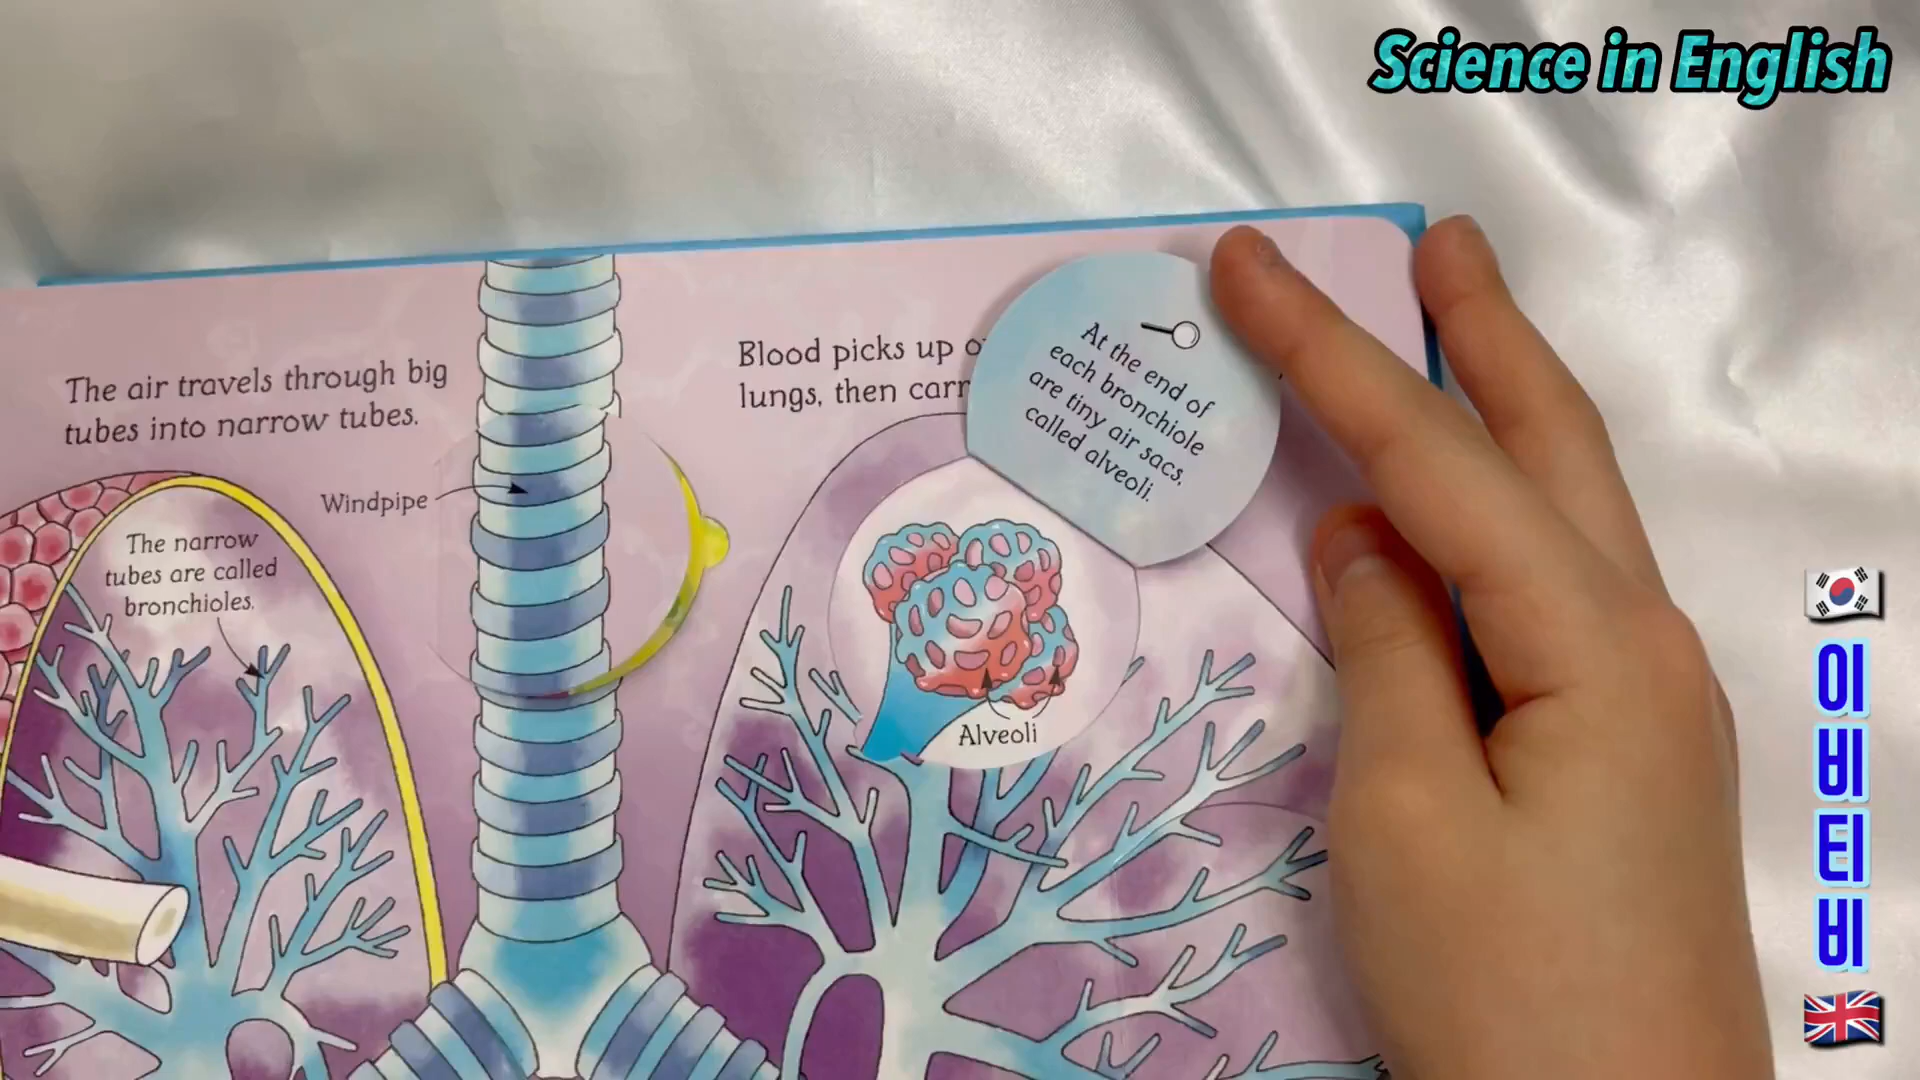 Science in English
The air travels through big
tubes into narrow tubes.
Windpipe
The narrow
tubes are called
bronchioles.
Blood picks up
lungs, then
At the end of
each bronchiole
are tiny air sacs,
called alveoli.
Alveoli
이비티비